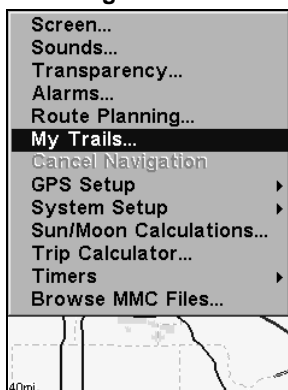 Screen...
Sounds...
Transparency...
Alarms...
Route Planning...
My Trails...
Cancel Navigation
GPS Setup
System Setup
Sun/Moon Calculations...
Trip Calculator...
Timers
Browse MMC Files...
40mi